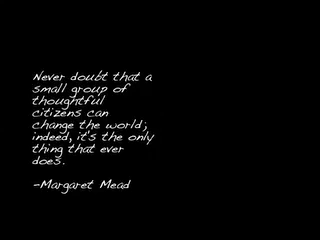 Never doubt that a
small group of
thoughtful
citizens can
change the world;
indeed, it's the only
thing that ever
does.
-Margaret Mead